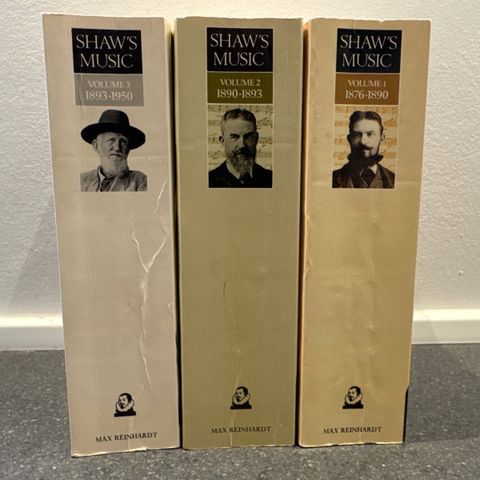 SHAW'S
MUSIC
VOLUME 3
1893-1950
MAX REINHARDT
SHAW'S
MUSIC
VOLUME 2
1890-1893
MAX REINHARDT
SHAW'S
MUSIC
VOLUME 1
1876-1890
MAX REINHARDT